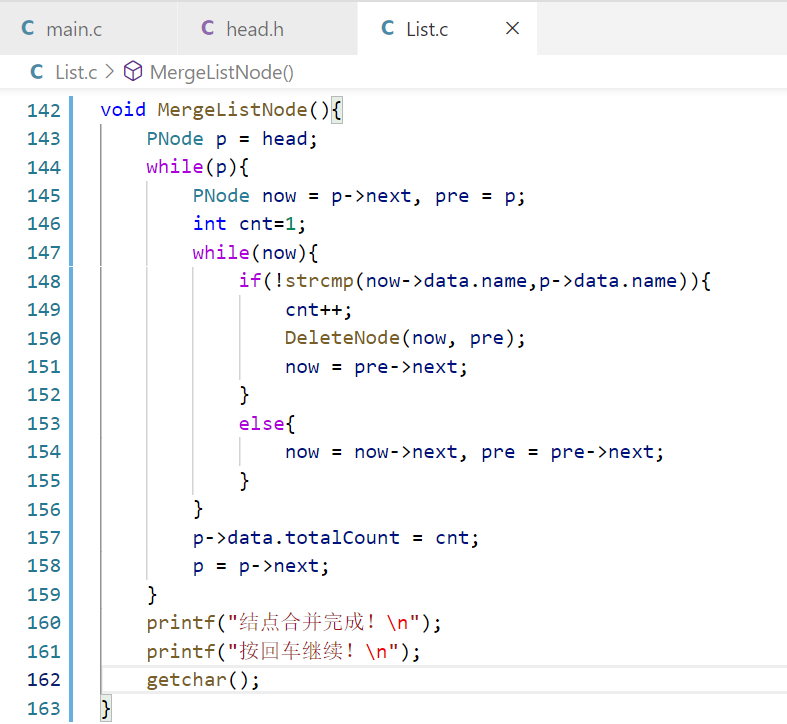 C main.c C head.h C List.c ×
C List.c > MergeListNode()
142 void MergeListNode(){
143     PNode p = head;
144     while(p){
145         PNode now = p->next, pre = p;
146         int cnt=1;
147         while(now){
148             if(!strcmp(now->data.name,p->data.name)){
149                 cnt++;
150                 DeleteNode(now, pre);
151                 now = pre->next;
152             }
153             else{
154                 now = now->next, pre = pre->next;
155             }
156         }
157         p->data.totalCount = cnt;
158         p = p->next;
159     }
160     printf("结点合并完成！\n");
161     printf("按回车继续！\n");
162     getchar();
163 }